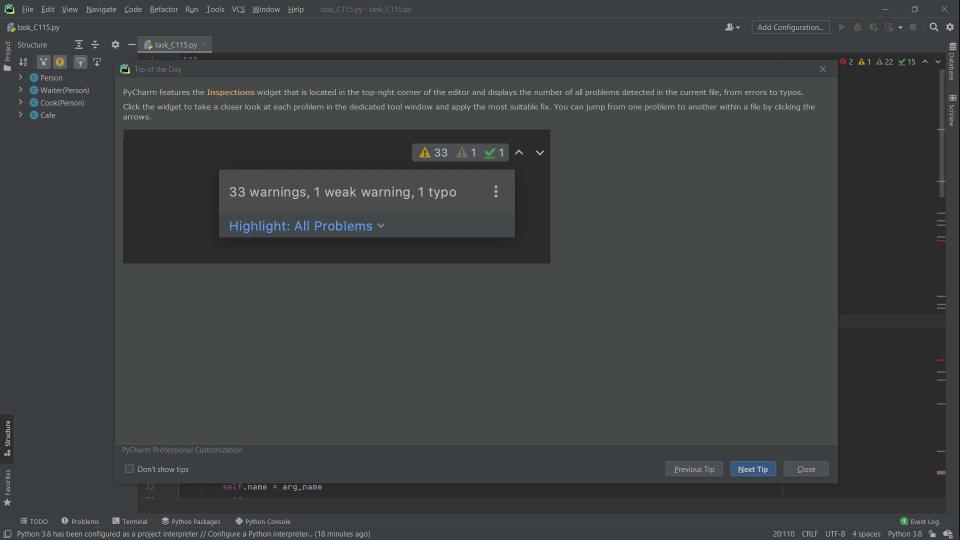 File Edit View Navigate Code Refactor Run Tools VCS Window Help task_C115.py - task_C115.py
task_C115.py
Add Configuration...
Project
Structure
task_C115.py
Person
Waiter(Person)
Cook(Person)
Cafe
2 1 22 15
Database
SciView
Tip of the Day
PyCharm features the Inspections widget that is located in the top-right corner of the editor and displays the number of all problems detected in the current file, from errors to typos.
Click the widget to take a closer look at each problem in the dedicated tool window and apply the most suitable fix. You can jump from one problem to another within a file by clicking the
arrows.
33 1 1
33 warnings, 1 weak warning, 1 typo
Highlight: All Problems
PyCharm Professional Customization
Don't show tips
Previous Tip Next Tip Close
Structure
Favorites
32 self.name = arg_name
TODO Problems Terminal Python Packages Python Console 1 Event Log
Python 3.8 has been configured as a project interpreter // Configure a Python interpreter... (18 minutes ago) 20:110 CRLF UTF-8 4 spaces Python 3.8